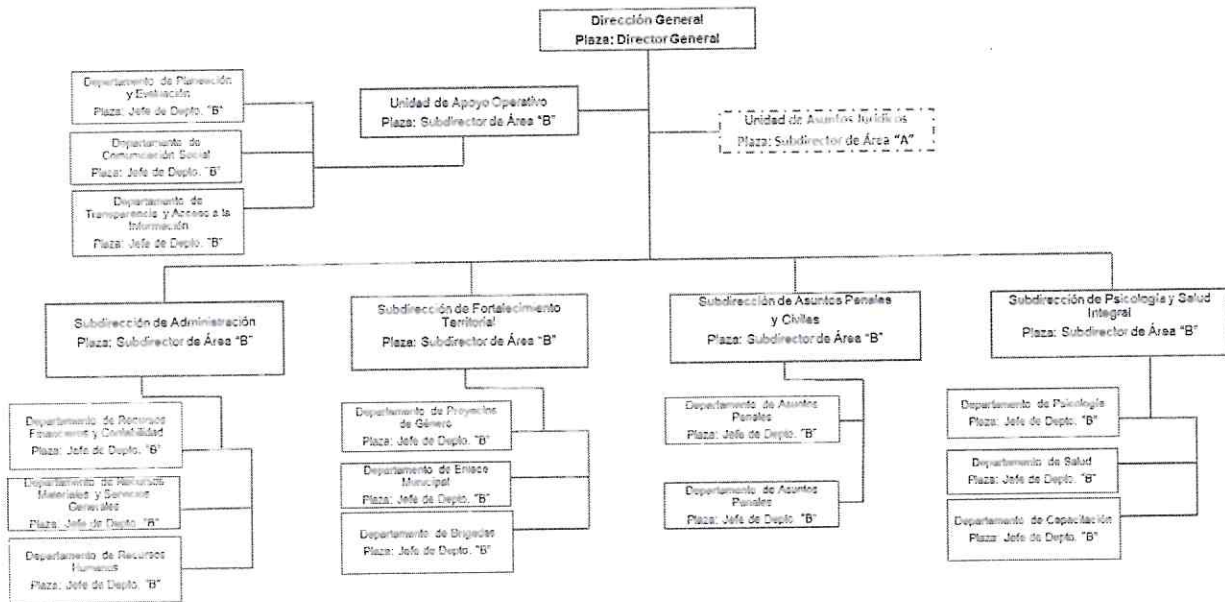 Dirección General
Plaza: Director General
Departamento de Planeación
y Evaluación
Plaza: Jefe de Depto. "B"
Unidad de Apoyo Operativo
Plaza: Subdirector de Área "B"
Unidad de Asuntos Jurídicos
Plaza: Subdirector de Área "A"
Departamento de
Comunicación Social
Plaza: Jefe de Depto. "B"
Departamento de
Transparencia y Acceso a la
Información
Plaza: Jefe de Depto. "B"
Subdirección de Administración
Plaza: Subdirector de Área "B"
Subdirección de Fortalecimiento
Territorial
Plaza: Subdirector de Área "B"
Subdirección de Asuntos Penales
y Civiles
Plaza: Subdirector de Área "B"
Subdirección de Psicología y Salud
Integral
Plaza: Subdirector de Área "B"
Departamento de Recursos
Financieros y Contabilidad
Plaza: Jefe de Depto. "B"
Departamento de Recursos
Materiales y Servicios
Generales
Plaza: Jefe de Depto. "B"
Departamento de Recursos
Humanos
Plaza: Jefe de Depto. "B"
Departamento de Proyectos
de Género
Plaza: Jefe de Depto. "B"
Departamento de Enlace
Municipal
Plaza: Jefe de Depto. "B"
Departamento de Brigadas
Plaza: Jefe de Depto. "B"
Departamento de Asuntos
Penales
Plaza: Jefe de Depto. "B"
Departamento de Asuntos
Penales
Plaza: Jefe de Depto "B"
Departamento de Psicología
Plaza: Jefe de Depto. "B"
Departamento de Salud
Plaza: Jefe de Depto. "B"
Departamento de Capacitación
Plaza: Jefe de Depto. "B"